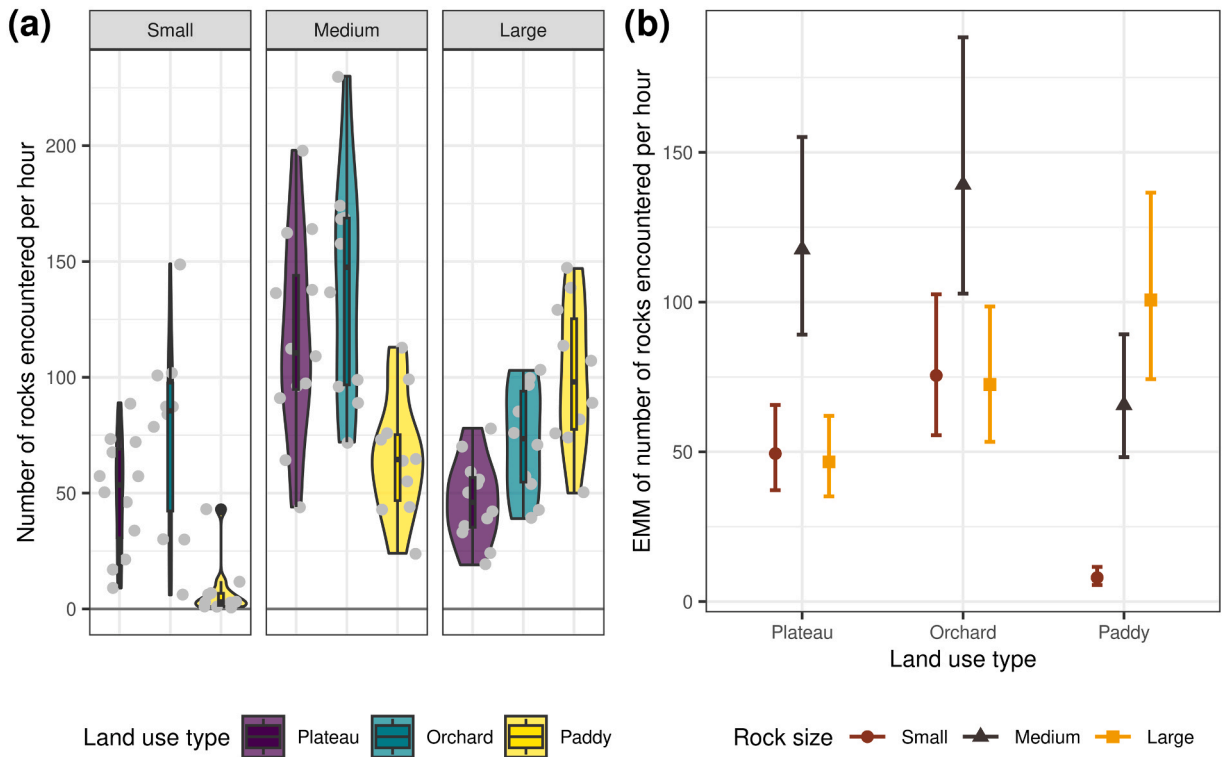 (a)
Small Medium Large
Number of rocks encountered per hour
200
150
100
50
0
Land use type Plateau Orchard Paddy
(b)
EMM of number of rocks encountered per hour
150
100
50
0
Plateau Orchard Paddy
Land use type
Rock size Small Medium Large